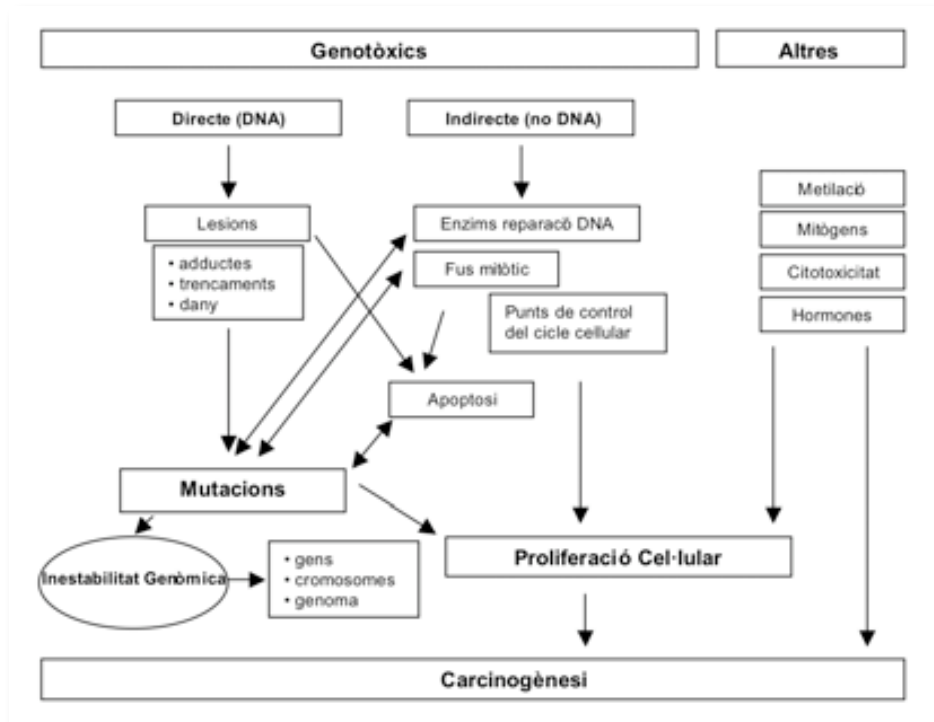 Genotòxics
Altres
Directe (DNA)
Indirecte (no DNA)
Lesions
• adductes
• trencaments
• dany
Enzims reparacõ DNA
Fus mitòtic
Punts de control
del cicle cellular
Metilació
Mitògens
Citotoxicitat
Hormones
Apoptosi
Mutacions
Inestabilitat Genòmica
• gens
• cromosomes
• genoma
Proliferació Cel·lular
Carcinogènesi